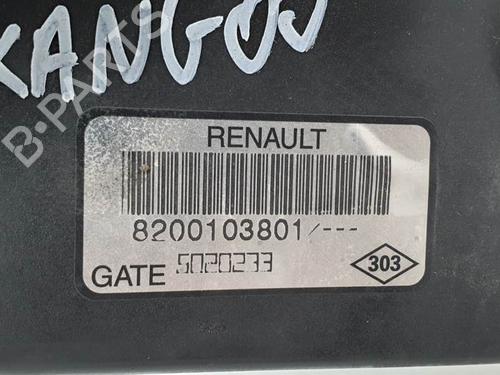 KANGOO
B-PARTS
RENAULT
8200103801/---
GATE 5020233
303